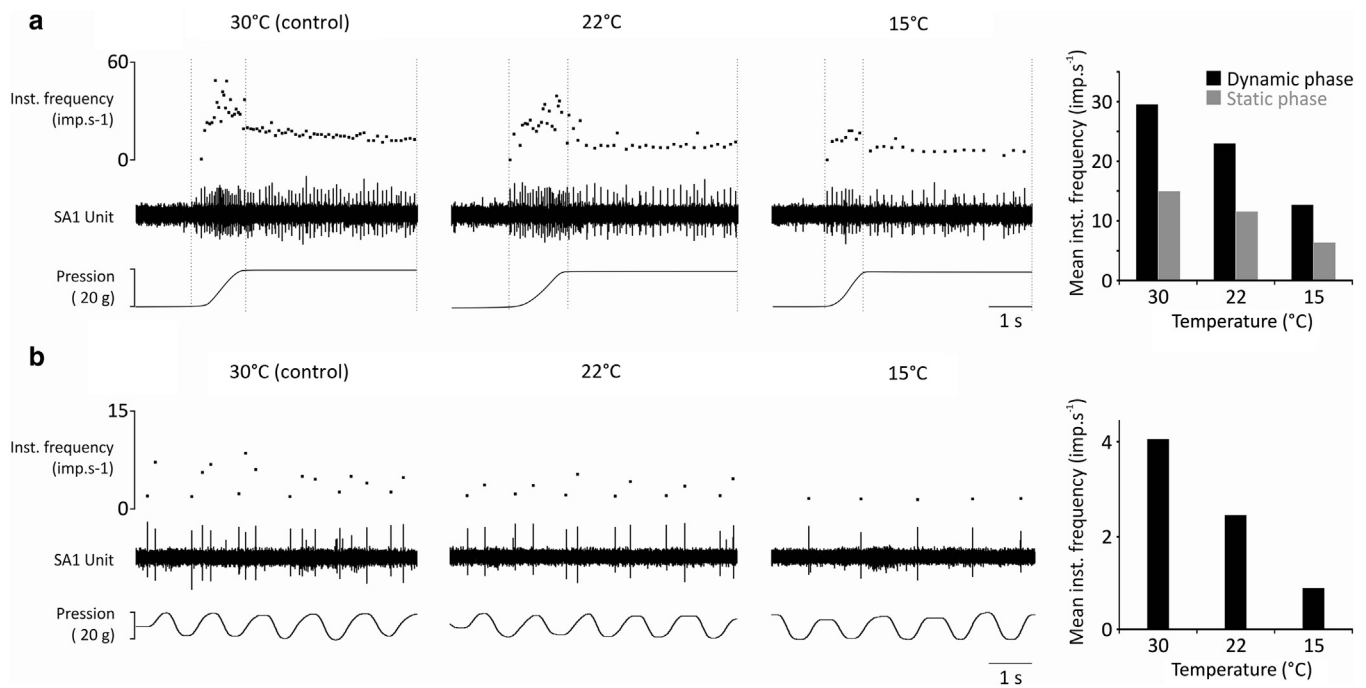 a
30°C (control)
22°C
15°C
60
Inst. frequency
(imp.s-1)
0
SA1 Unit
Pression
( 20 g)
1 s
Mean inst. frequency (imp.s⁻¹)
30
20
10
0
Dynamic phase
Static phase
30
22
15
Temperature (°C)
b
30°C (control)
22°C
15°C
15
Inst. frequency
(imp.s-1)
0
SA1 Unit
Pression
( 20 g)
1 s
Mean inst. frequency (imp.s⁻¹)
4
2
0
30
22
15
Temperature (°C)